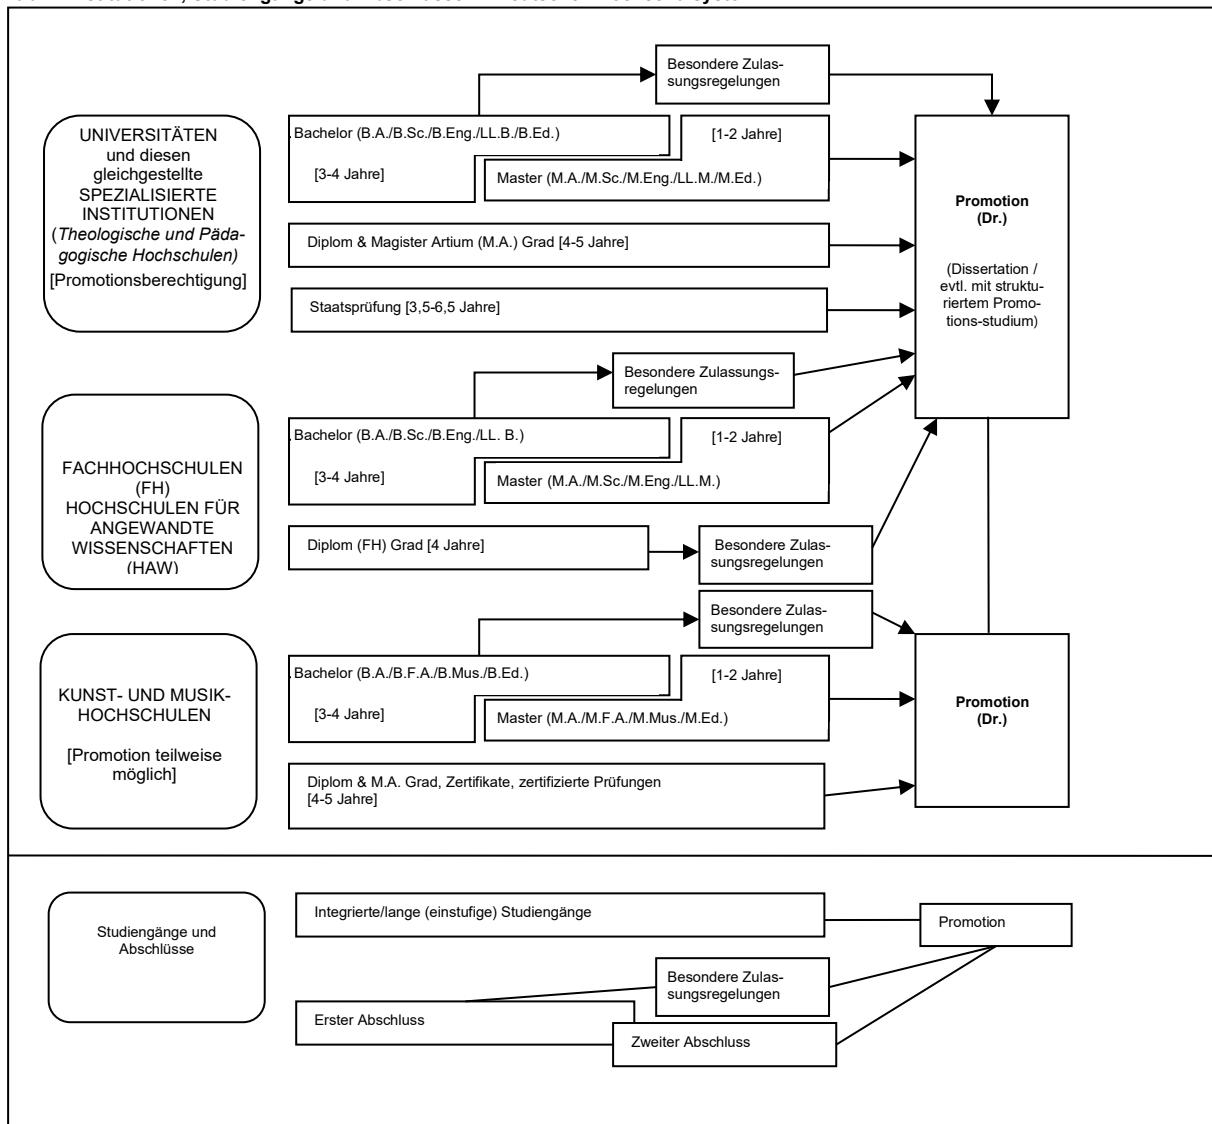 Besondere Zulas-
sungsregelungen
UNIVERSITÄTEN
und diesen
gleichgestellte
SPEZIALISIERTE
INSTITUTIONEN
(Theologische und Päda-
gogische Hochschulen)
[Promotionsberechtigung]
Bachelor (B.A./B.Sc./B.Eng./LL.B./B.Ed.)
[3-4 Jahre]
[1-2 Jahre]
Master (M.A./M.Sc./M.Eng./LL.M./M.Ed.)
Diplom & Magister Artium (M.A.) Grad [4-5 Jahre]
Staatsprüfung [3,5-6,5 Jahre]
Promotion
(Dr.)
(Dissertation /
evtl. mit struktu-
riertem Promo-
tions-studium)
Besondere Zulassungs-
regelungen
FACHHOCHSCHULEN
(FH)
HOCHSCHULEN FÜR
ANGEWANDTE
WISSENSCHAFTEN
(HAW)
Bachelor (B.A./B.Sc./B.Eng./LL. B.)
[3-4 Jahre]
[1-2 Jahre]
Master (M.A./M.Sc./M.Eng./LL.M.)
Diplom (FH) Grad [4 Jahre]
Besondere Zulas-
sungsregelungen
Besondere Zulas-
sungsregelungen
KUNST- UND MUSIK-
HOCHSCHULEN
[Promotion teilweise
möglich]
Bachelor (B.A./B.F.A./B.Mus./B.Ed.)
[3-4 Jahre]
[1-2 Jahre]
Master (M.A./M.F.A./M.Mus./M.Ed.)
Diplom & M.A. Grad, Zertifikate, zertifizierte Prüfungen
[4-5 Jahre]
Promotion
(Dr.)
Studiengänge und
Abschlüsse
Integrierte/lange (einstufige) Studiengänge
Promotion
Besondere Zulas-
sungsregelungen
Erster Abschluss
Zweiter Abschluss